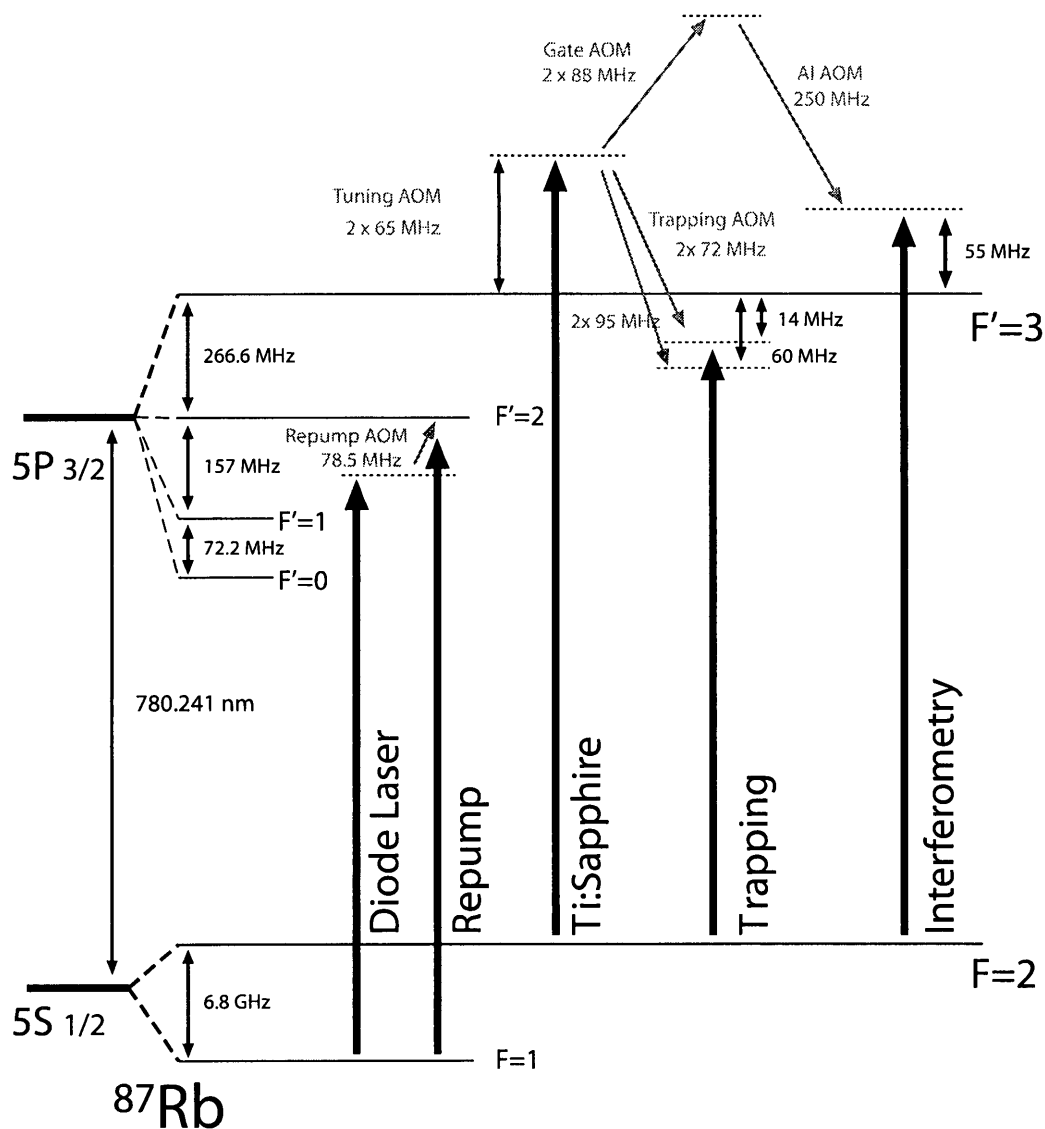 Gate AOM
2 x 88 MHz
AI AOM
250 MHz
Tuning AOM
2 x 65 MHz
Trapping AOM
2x 72 MHz
55 MHz
2x 95 MHz
14 MHz
60 MHz
F'=3
266.6 MHz
F'=2
5P 3/2
Repump AOM
78.5 MHz
157 MHz
F'=1
72.2 MHz
F'=0
780.241 nm
Diode Laser
Repump
Ti:Sapphire
Trapping
Interferometry
F=2
6.8 GHz
5S 1/2
F=1
87Rb